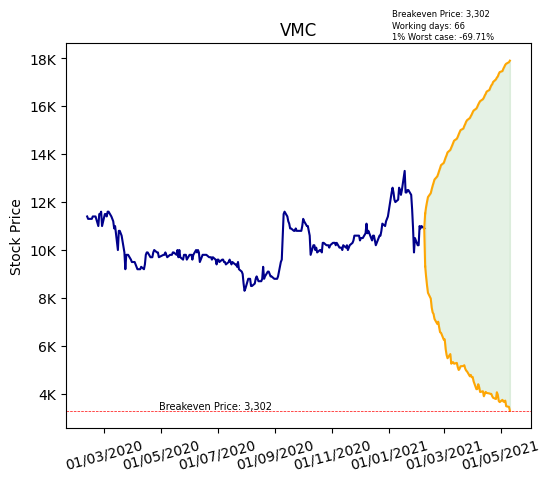 Breakeven Price: 3,302
Working days: 66
1% Worst case: -69.71%
VMC
Stock Price
18K
16K
14K
12K
10K
8K
6K
4K
Breakeven Price: 3,302
01/03/2020 01/05/2020 01/07/2020 01/09/2020 01/11/2020 01/01/2021 01/03/2021 01/05/2021